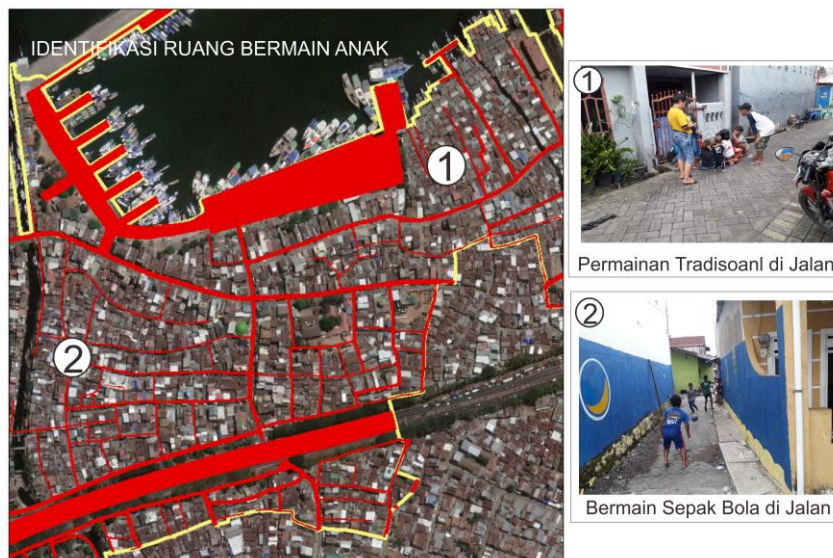 IDENTIFIKASI RUANG BERMAIN ANAK
1
2
1
Permainan Tradisoanl di Jalan
2
Bermain Sepak Bola di Jalan